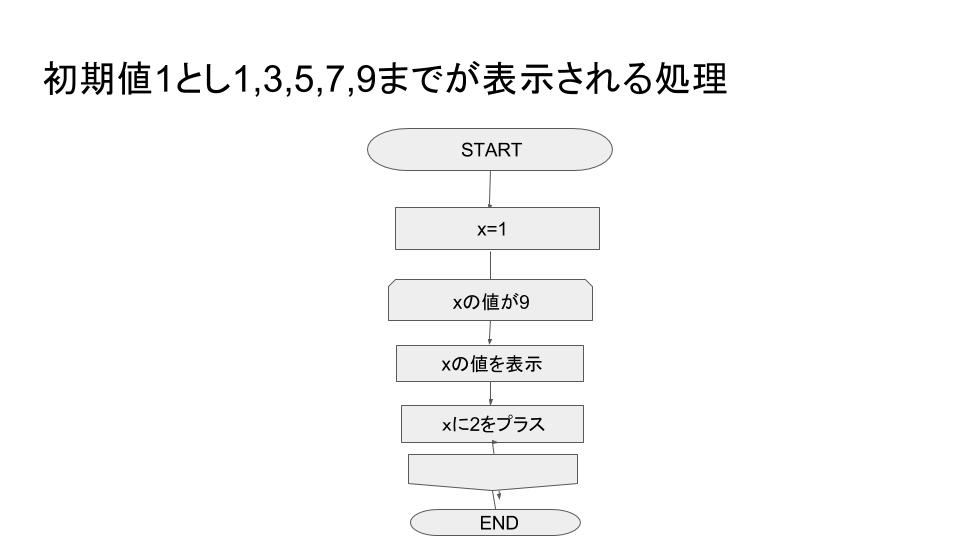 初期値1とし1,3,5,7,9までが表示される処理
START
x=1
xの値が9
xの値を表示
xに2をプラス
END